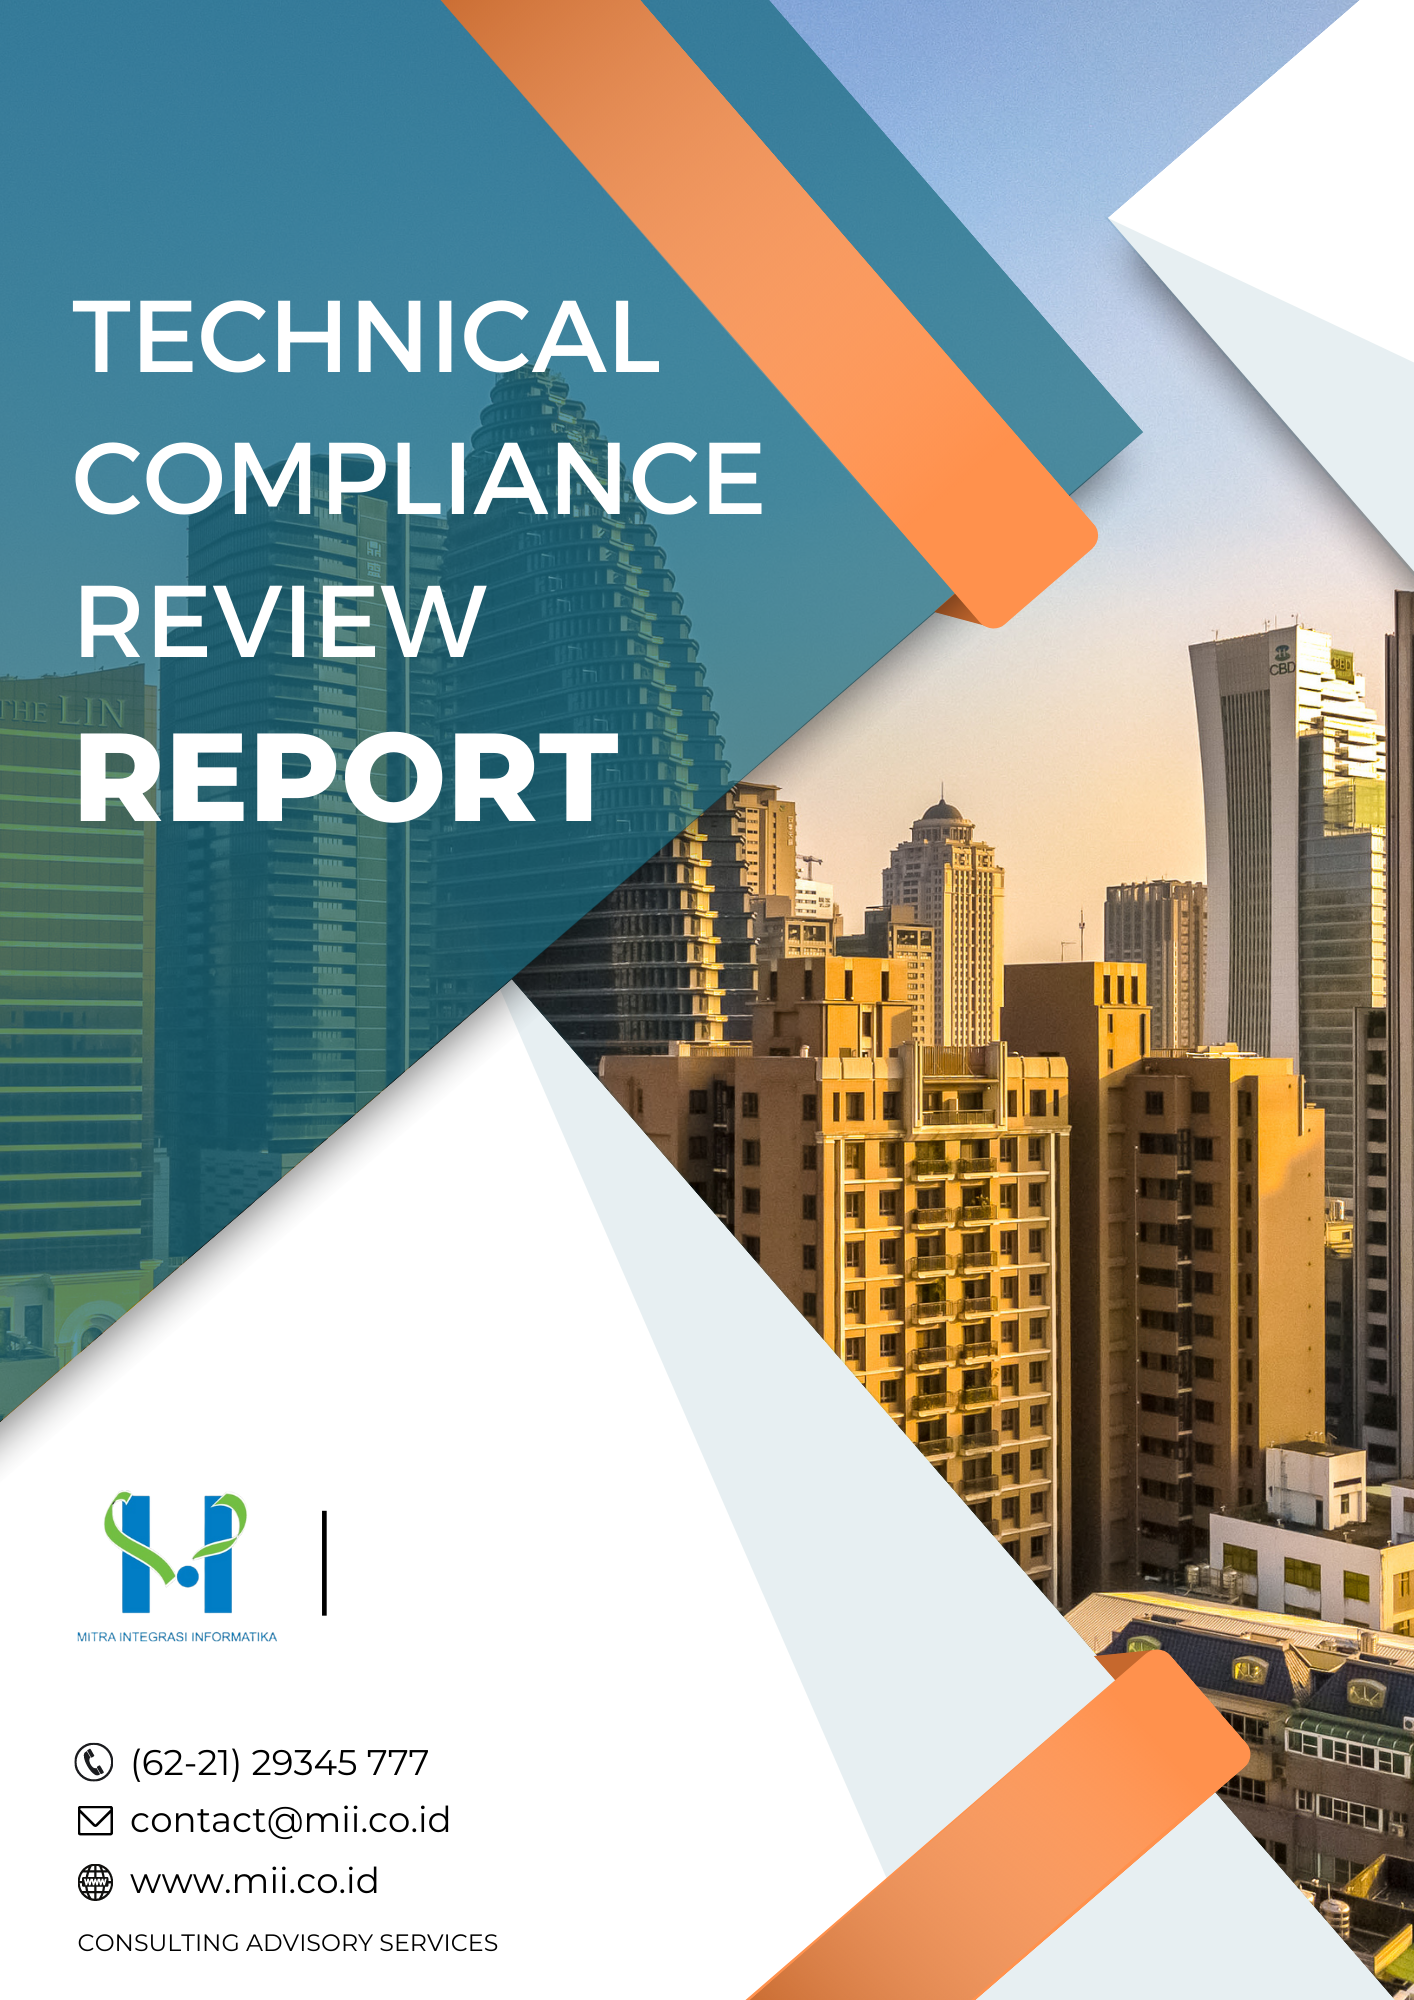 TECHNICAL
COMPLIANCE
REVIEW
THE LIN
REPORT
CBD
MITRA INTEGRASI INFORMATIKA
(62-21) 29345 777
contact@mii.co.id
www.mii.co.id
CONSULTING ADVISORY SERVICES